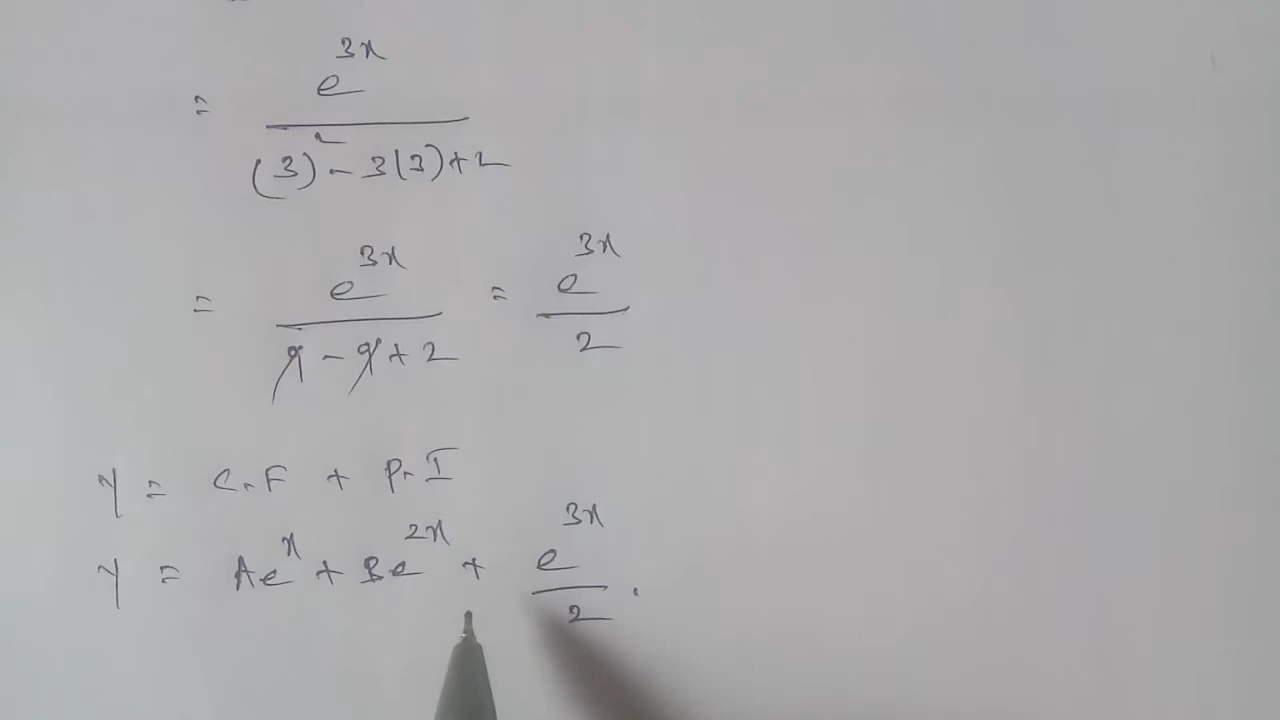 = e^{3x} / (3)^2 - 3(3) + 2
= e^{3x} / 9 - 9 + 2 = e^{3x} / 2
y = C.F + P.I
y = Ae^x + Be^{2x} + e^{3x} / 2 .